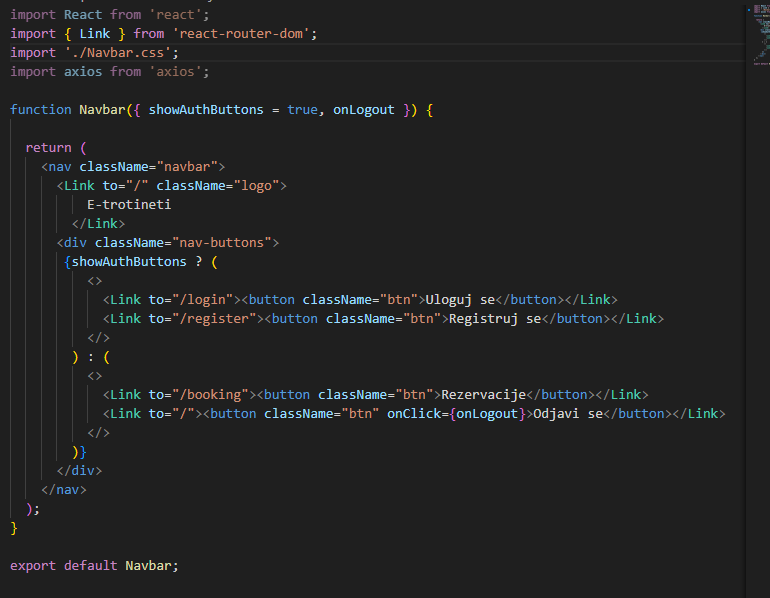 import React from 'react';
import { Link } from 'react-router-dom';
import './Navbar.css';
import axios from 'axios';

function Navbar({ showAuthButtons = true, onLogout }) {

  return (
    <nav className="navbar">
      <Link to="/" className="logo">
          E-trotineti
        </Link>
      <div className="nav-buttons">
       {showAuthButtons ? (
          <>
            <Link to="/login"><button className="btn">Uloguj se</button></Link>
            <Link to="/register"><button className="btn">Registruj se</button></Link>
          </>
        ) : (
          <>
            <Link to="/booking"><button className="btn">Rezervacije</button></Link>
            <Link to="/"><button className="btn" onClick={onLogout}>Odjavi se</button></Link>
          </>
        )}
      </div>
    </nav>
  );
}

export default Navbar;